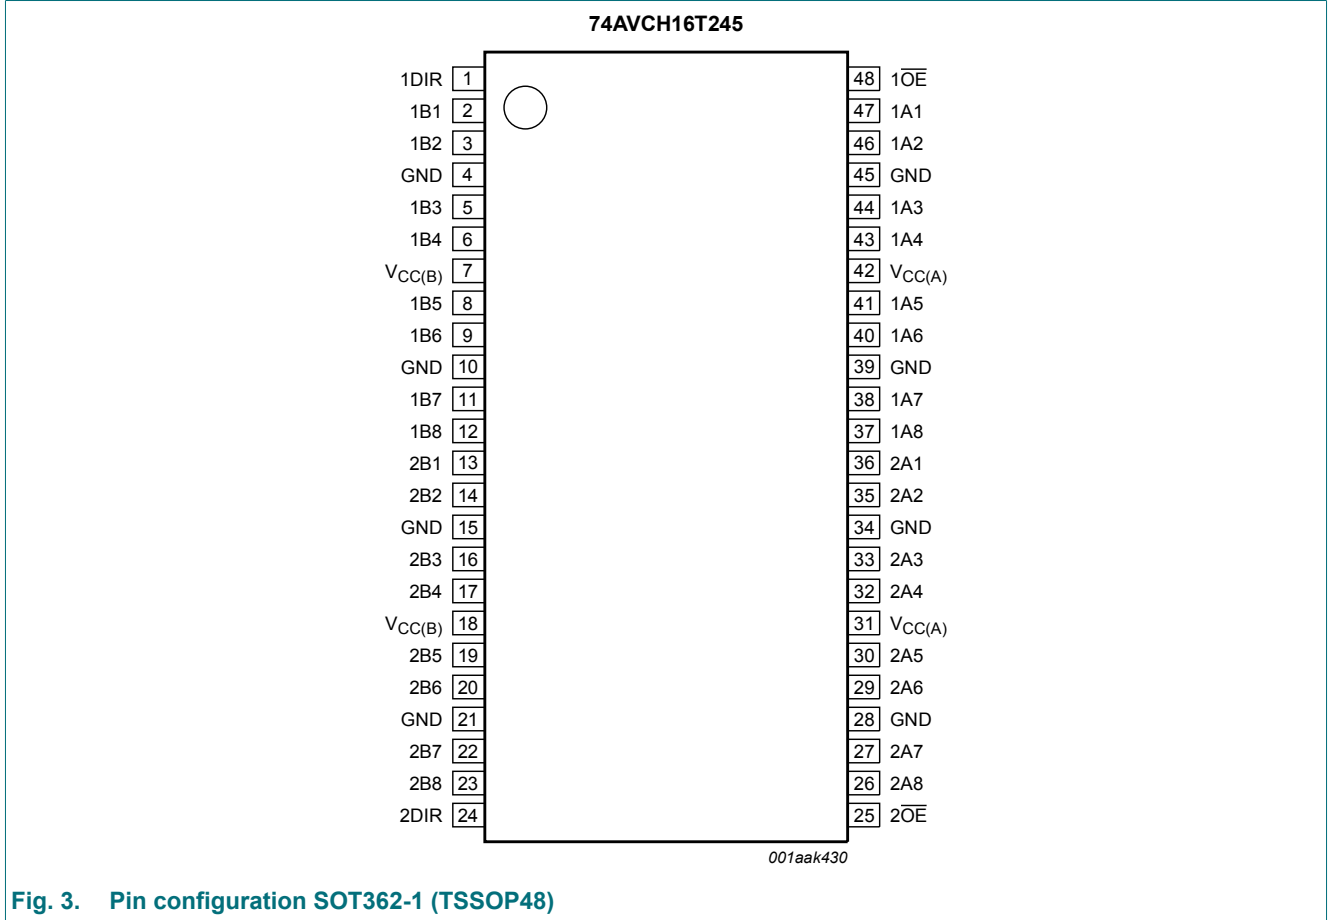 74AVCH16T245
1DIR 1 48 1O̅E̅
1B1 2 47 1A1
1B2 3 46 1A2
GND 4 45 GND
1B3 5 44 1A3
1B4 6 43 1A4
VCC(B) 7 42 VCC(A)
1B5 8 41 1A5
1B6 9 40 1A6
GND 10 39 GND
1B7 11 38 1A7
1B8 12 37 1A8
2B1 13 36 2A1
2B2 14 35 2A2
GND 15 34 GND
2B3 16 33 2A3
2B4 17 32 2A4
VCC(B) 18 31 VCC(A)
2B5 19 30 2A5
2B6 20 29 2A6
GND 21 28 GND
2B7 22 27 2A7
2B8 23 26 2A8
2DIR 24 25 2O̅E̅
001aak430
Fig. 3. Pin configuration SOT362-1 (TSSOP48)